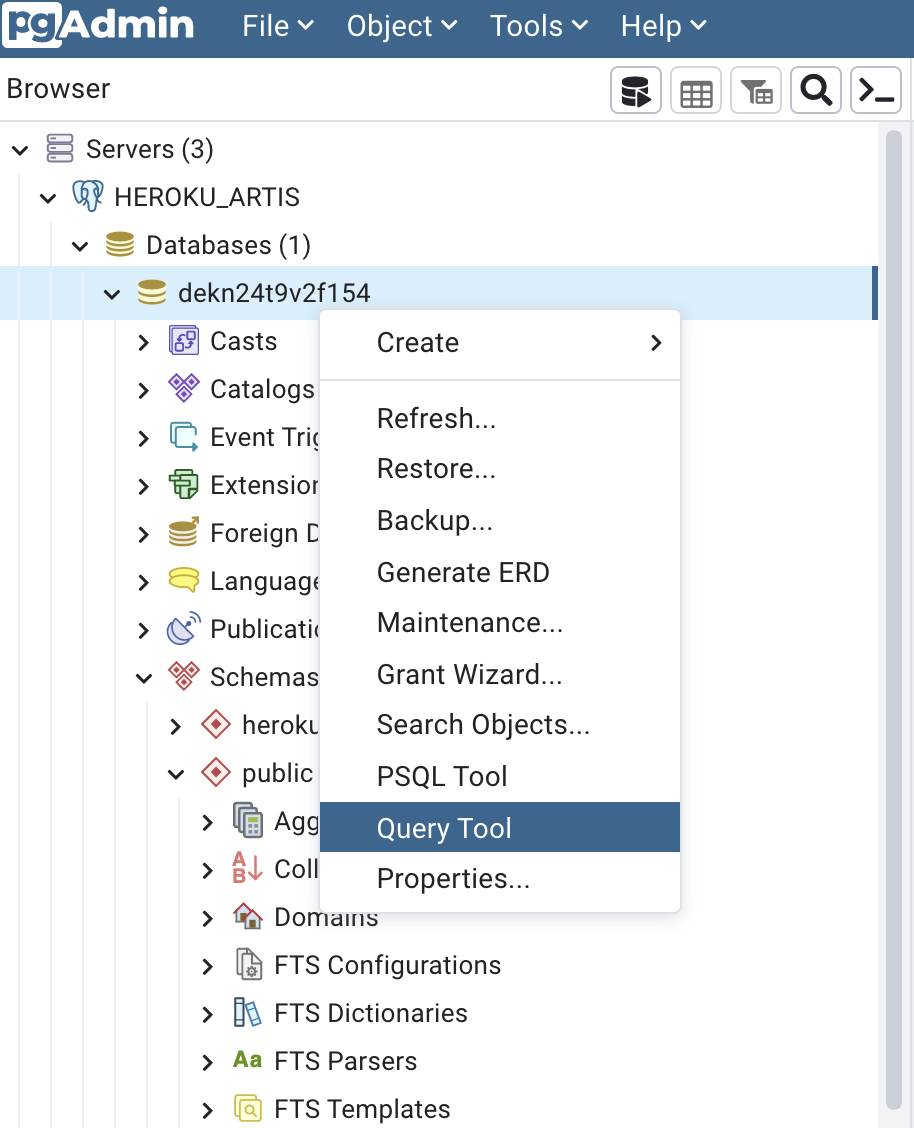 pgAdmin File Object Tools Help
Browser
Servers (3)
HEROKU_ARTIS
Databases (1)
dekn24t9v2f154
Casts
Catalogs
Event Trig
Extension
Foreign D
Language
Publicatio
Schemas
heroku
public
Agg
Coll
Domains
FTS Configurations
FTS Dictionaries
Aa FTS Parsers
FTS Templates
Create
Refresh...
Restore...
Backup...
Generate ERD
Maintenance...
Grant Wizard...
Search Objects...
PSQL Tool
Query Tool
Properties...